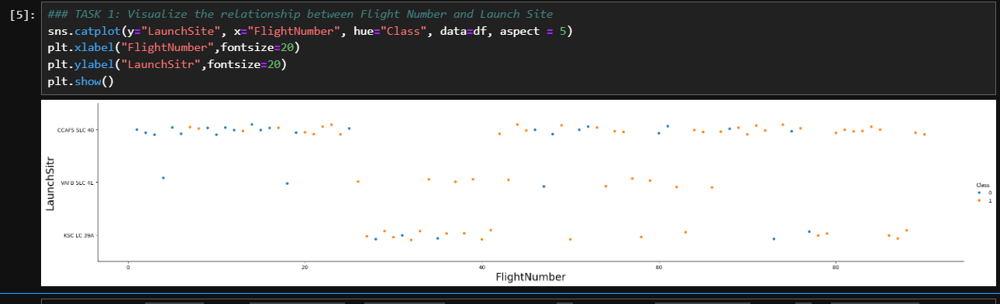 [5]: ### TASK 1: Visualize the relationship between Flight Number and Launch Site
sns.catplot(y="LaunchSite", x="FlightNumber", hue="Class", data=df, aspect = 5)
plt.xlabel("FlightNumber",fontsize=20)
plt.ylabel("LaunchSitr",fontsize=20)
plt.show()
LaunchSitr
CCAFS SLC 40
VAFB SLC 4E
KSC LC 39A
Class
0
1
0 20 40 60 80
FlightNumber